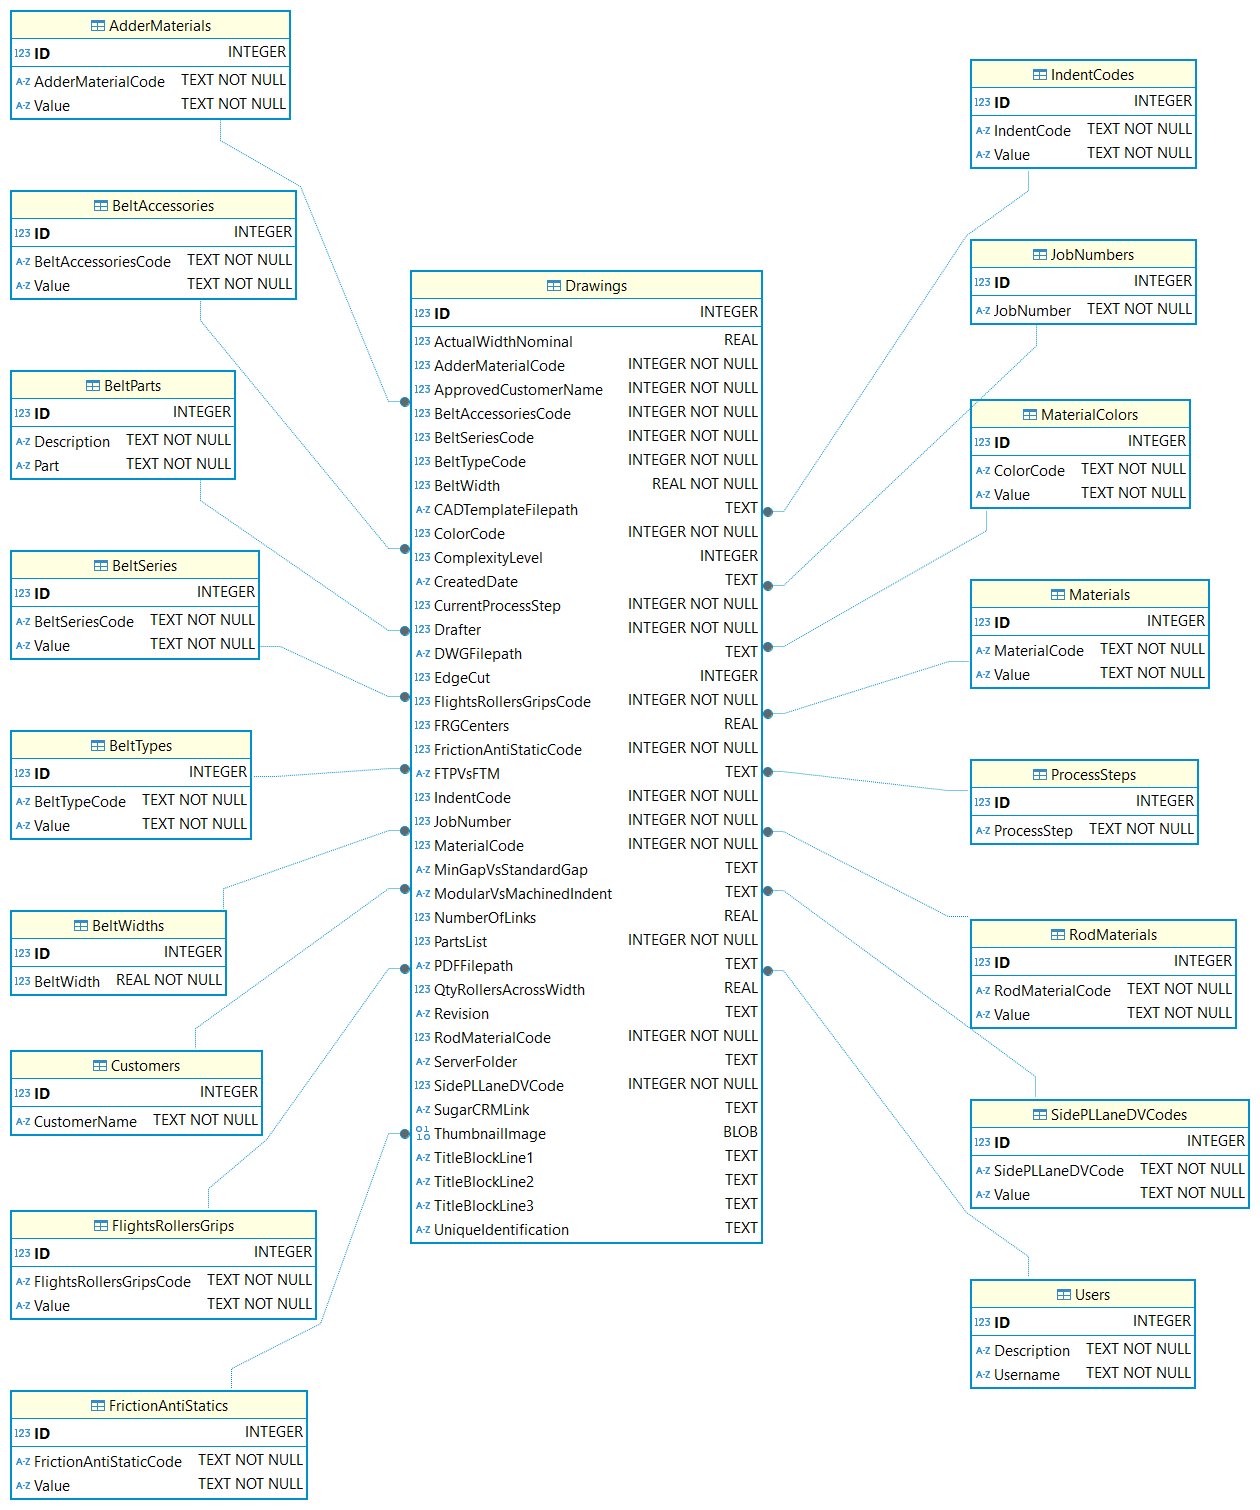 AdderMaterials
123 ID INTEGER
A-Z AdderMaterialCode TEXT NOT NULL
A-Z Value TEXT NOT NULL
BeltAccessories
123 ID INTEGER
A-Z BeltAccessoriesCode TEXT NOT NULL
A-Z Value TEXT NOT NULL
BeltParts
123 ID INTEGER
A-Z Description TEXT NOT NULL
A-Z Part TEXT NOT NULL
BeltSeries
123 ID INTEGER
A-Z BeltSeriesCode TEXT NOT NULL
A-Z Value TEXT NOT NULL
BeltTypes
123 ID INTEGER
A-Z BeltTypeCode TEXT NOT NULL
A-Z Value TEXT NOT NULL
BeltWidths
123 ID INTEGER
123 BeltWidth REAL NOT NULL
Customers
123 ID INTEGER
A-Z CustomerName TEXT NOT NULL
FlightsRollersGrips
123 ID INTEGER
A-Z FlightsRollersGripsCode TEXT NOT NULL
A-Z Value TEXT NOT NULL
FrictionAntiStatics
123 ID INTEGER
A-Z FrictionAntiStaticCode TEXT NOT NULL
A-Z Value TEXT NOT NULL
Drawings
123 ID INTEGER
123 ActualWidthNominal REAL
123 AdderMaterialCode INTEGER NOT NULL
123 ApprovedCustomerName INTEGER NOT NULL
123 BeltAccessoriesCode INTEGER NOT NULL
123 BeltSeriesCode INTEGER NOT NULL
123 BeltTypeCode INTEGER NOT NULL
123 BeltWidth REAL NOT NULL
A-Z CADTemplateFilepath TEXT
123 ColorCode INTEGER NOT NULL
123 ComplexityLevel INTEGER
A-Z CreatedDate TEXT
123 CurrentProcessStep INTEGER NOT NULL
123 Drafter INTEGER NOT NULL
A-Z DWGFilepath TEXT
123 EdgeCut INTEGER
123 FlightsRollersGripsCode INTEGER NOT NULL
123 FRGCenters REAL
123 FrictionAntiStaticCode INTEGER NOT NULL
A-Z FTPVsFTM TEXT
123 IndentCode INTEGER NOT NULL
123 JobNumber INTEGER NOT NULL
123 MaterialCode INTEGER NOT NULL
A-Z MinGapVsStandardGap TEXT
A-Z ModularVsMachinedIndent TEXT
123 NumberOfLinks REAL
123 PartsList INTEGER NOT NULL
A-Z PDFFilepath TEXT
123 QtyRollersAcrossWidth REAL
A-Z Revision TEXT
123 RodMaterialCode INTEGER NOT NULL
A-Z ServerFolder TEXT
123 SidePLLaneDVCode INTEGER NOT NULL
A-Z SugarCRMLink TEXT
0110 ThumbnailImage BLOB
A-Z TitleBlockLine1 TEXT
A-Z TitleBlockLine2 TEXT
A-Z TitleBlockLine3 TEXT
A-Z UniqueIdentification TEXT
IndentCodes
123 ID INTEGER
A-Z IndentCode TEXT NOT NULL
A-Z Value TEXT NOT NULL
JobNumbers
123 ID INTEGER
A-Z JobNumber TEXT NOT NULL
MaterialColors
123 ID INTEGER
A-Z ColorCode TEXT NOT NULL
A-Z Value TEXT NOT NULL
Materials
123 ID INTEGER
A-Z MaterialCode TEXT NOT NULL
A-Z Value TEXT NOT NULL
ProcessSteps
123 ID INTEGER
A-Z ProcessStep TEXT NOT NULL
RodMaterials
123 ID INTEGER
A-Z RodMaterialCode TEXT NOT NULL
A-Z Value TEXT NOT NULL
SidePLLaneDVCodes
123 ID INTEGER
A-Z SidePLLaneDVCode TEXT NOT NULL
A-Z Value TEXT NOT NULL
Users
123 ID INTEGER
A-Z Description TEXT NOT NULL
A-Z Username TEXT NOT NULL